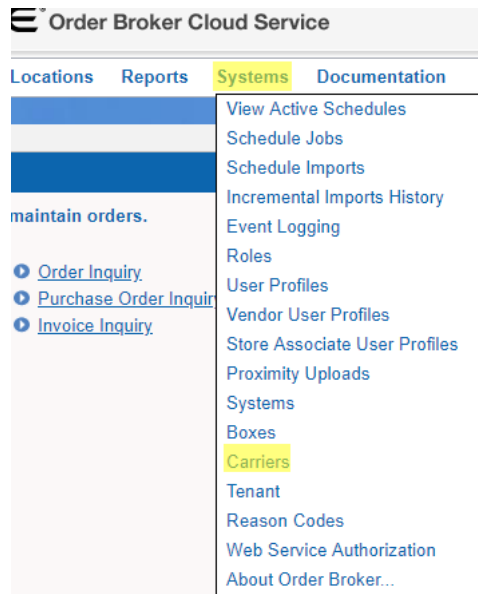 Order Broker Cloud Service
Locations Reports Systems Documentation
View Active Schedules
Schedule Jobs
Schedule Imports
Incremental Imports History
Event Logging
Roles
User Profiles
Vendor User Profiles
Store Associate User Profiles
Proximity Uploads
Systems
Boxes
Carriers
Tenant
Reason Codes
Web Service Authorization
About Order Broker...
maintain orders.
Order Inquiry
Purchase Order Inquiry
Invoice Inquiry